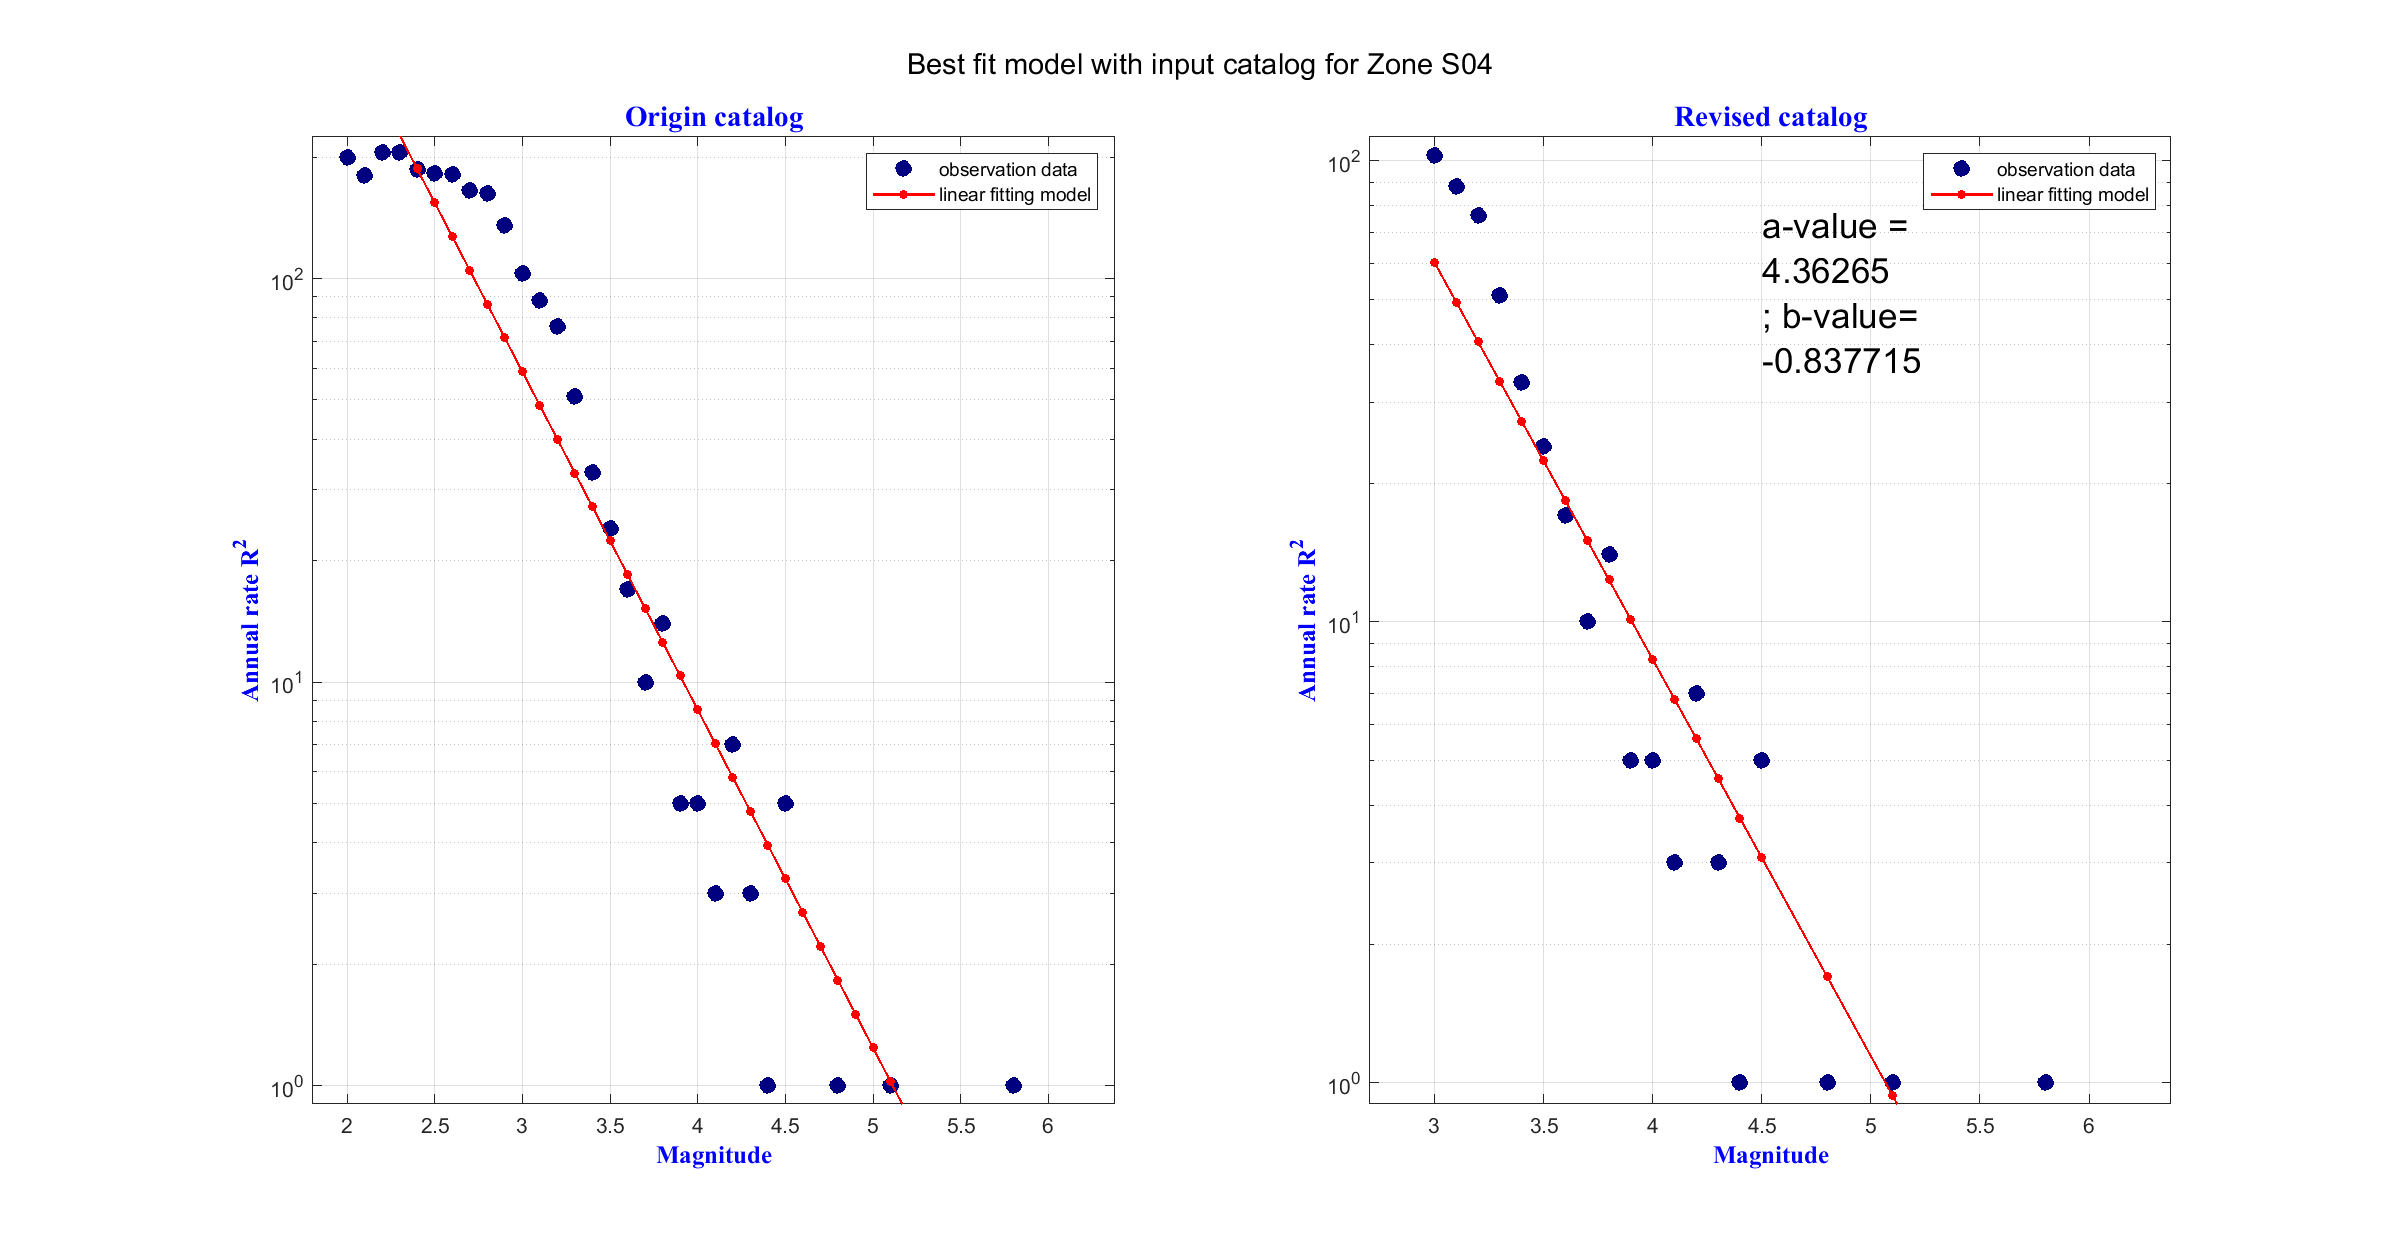 Best fit model with input catalog for Zone S04
Origin catalog
observation data
linear fitting model
10^2
10^1
10^0
Annual rate R^2
2 2.5 3 3.5 4 4.5 5 5.5 6
Magnitude
Revised catalog
observation data
linear fitting model
a-value =
4.36265
; b-value=
-0.837715
10^2
10^1
10^0
Annual rate R^2
3 3.5 4 4.5 5 5.5 6
Magnitude